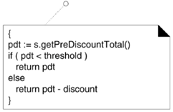 {
pdt := s.getPreDiscountTotal()
if ( pdt < threshold )
return pdt
else
return pdt - discount
}